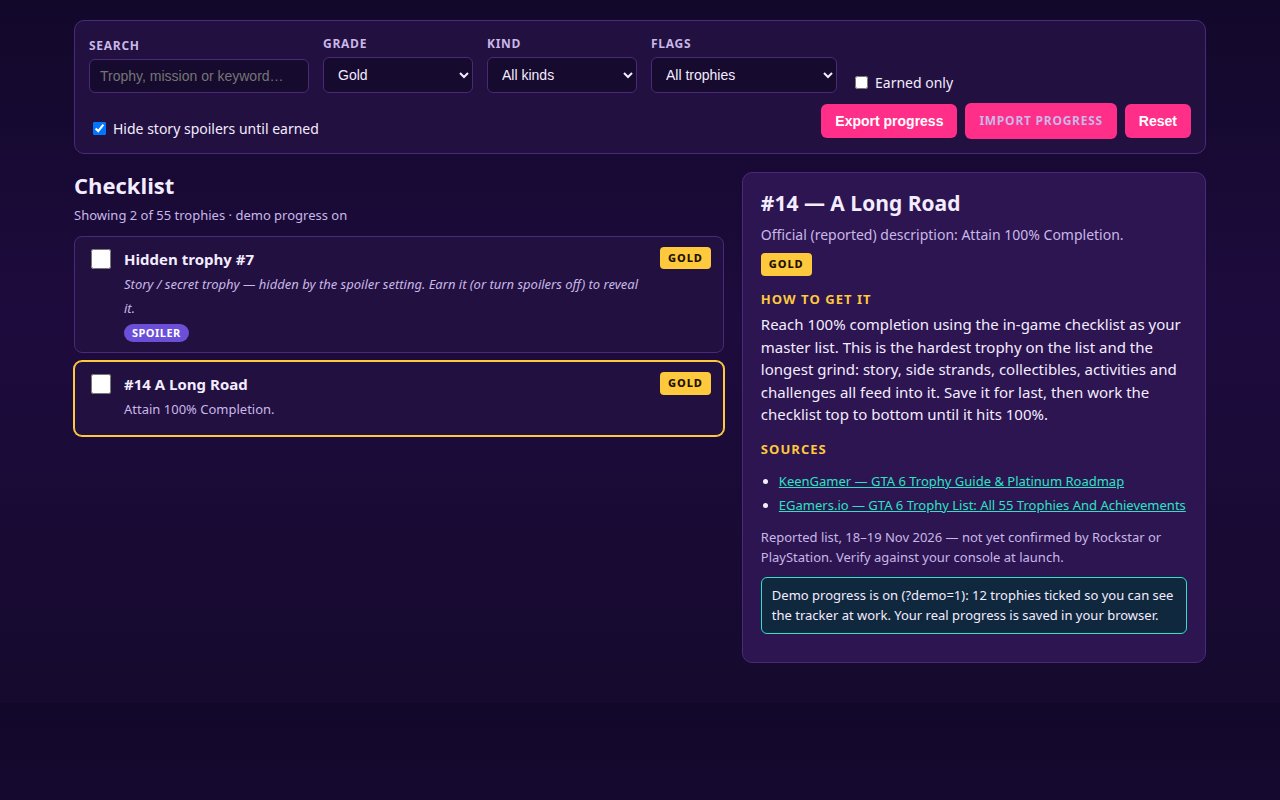 SEARCH
GRADE
KIND
FLAGS
Trophy, mission or keyword…
Gold
All kinds
All trophies
Earned only
Hide story spoilers until earned
Export progress
IMPORT PROGRESS
Reset
Checklist
Showing 2 of 55 trophies · demo progress on
Hidden trophy #7
GOLD
Story / secret trophy — hidden by the spoiler setting. Earn it (or turn spoilers off) to reveal
it.
SPOILER
#14 A Long Road
GOLD
Attain 100% Completion.
#14 — A Long Road
Official (reported) description: Attain 100% Completion.
GOLD
HOW TO GET IT
Reach 100% completion using the in-game checklist as your
master list. This is the hardest trophy on the list and the
longest grind: story, side strands, collectibles, activities and
challenges all feed into it. Save it for last, then work the
checklist top to bottom until it hits 100%.
SOURCES
KeenGamer — GTA 6 Trophy Guide & Platinum Roadmap
EGamers.io — GTA 6 Trophy List: All 55 Trophies And Achievements
Reported list, 18–19 Nov 2026 — not yet confirmed by Rockstar or
PlayStation. Verify against your console at launch.
Demo progress is on (?demo=1): 12 trophies ticked so you can see
the tracker at work. Your real progress is saved in your browser.